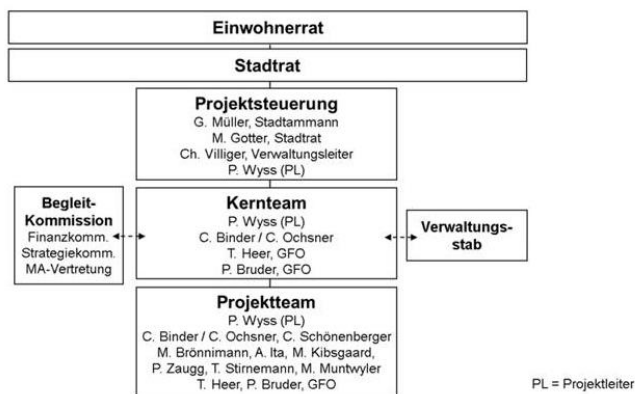 Einwohnerrat
Stadtrat
Projektsteuerung
G. Müller, Stadtammann
M. Gotter, Stadtrat
Ch. Villiger, Verwaltungsleiter
P. Wyss (PL)
Begleit-
Kommission
Finanzkomm.
Strategiekomm.
MA-Vertretung
Kernteam
P. Wyss (PL)
C. Binder / C. Ochsner
T. Heer, GFO
P. Bruder, GFO
Verwaltungs-
stab
Projektteam
P. Wyss (PL)
C. Binder / C. Ochsner, C. Schönenberger
M. Brönnimann, A. Ita, M. Kibsgaard,
P. Zaugg, T. Stirnemann, M. Muntwyler
T. Heer, P. Bruder, GFO
PL = Projektleiter